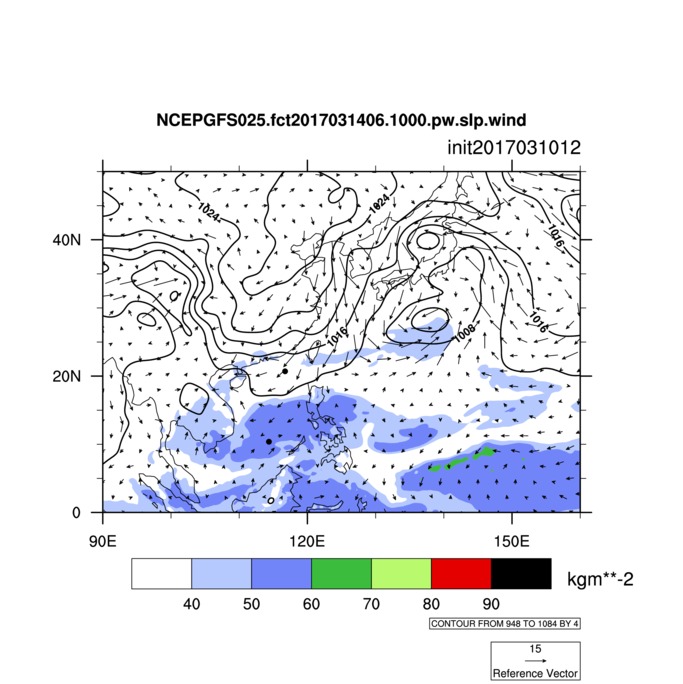 NCEPGFS025.fct2017031406.1000.pw.slp.wind
init2017031012
1024
1024
1016
40N
1016
1016
1008
20N
0
90E 120E 150E
40 50 60 70 80 90
kgm**-2
CONTOUR FROM 948 TO 1084 BY 4
15
Reference Vector